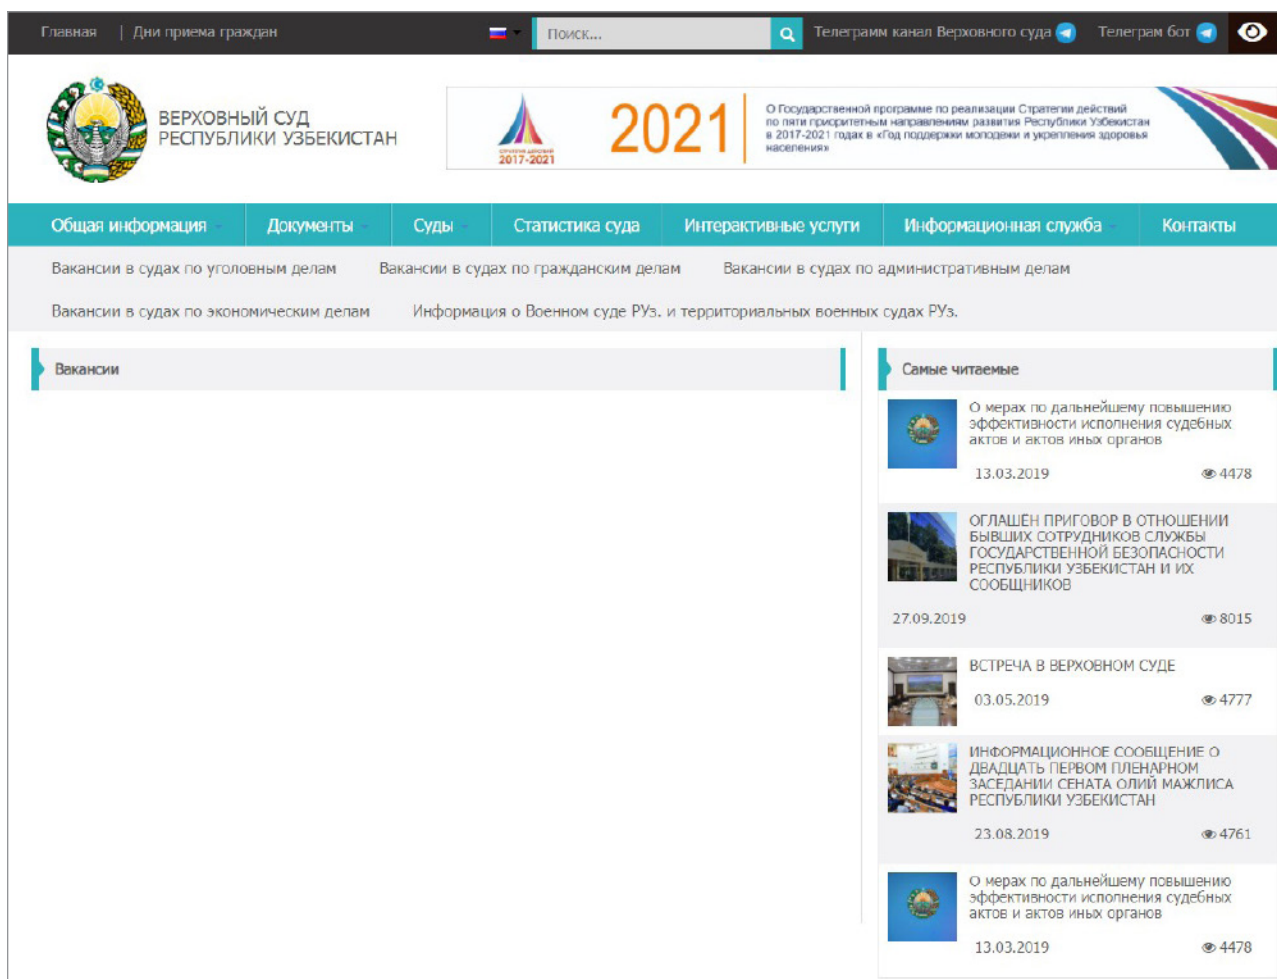 Главная | Дни приема граждан Поиск... Телеграмм канал Верховного суда Телеграм бот
ВЕРХОВНЫЙ СУД
РЕСПУБЛИКИ УЗБЕКИСТАН
СТРАТЕГИЯ ДЕЙСТВИЙ
2017-2021
2021
О Государственной программе по реализации Стратегии действий
по пяти приоритетным направлениям развития Республики Узбекистан
в 2017-2021 годах в «Год поддержки молодежи и укрепления здоровья
населения»
Общая информация Документы Суды Статистика суда Интерактивные услуги Информационная служба Контакты
Вакансии в судах по уголовным делам Вакансии в судах по гражданским делам Вакансии в судах по административным делам
Вакансии в судах по экономическим делам Информация о Военном суде РУз. и территориальных военных судах РУз.
Вакансии
Самые читаемые
О мерах по дальнейшему повышению
эффективности исполнения судебных
актов и актов иных органов
13.03.2019 4478
ОГЛАШЁН ПРИГОВОР В ОТНОШЕНИИ
БЫВШИХ СОТРУДНИКОВ СЛУЖБЫ
ГОСУДАРСТВЕННОЙ БЕЗОПАСНОСТИ
РЕСПУБЛИКИ УЗБЕКИСТАН И ИХ
СООБЩНИКОВ
27.09.2019 8015
ВСТРЕЧА В ВЕРХОВНОМ СУДЕ
03.05.2019 4777
ИНФОРМАЦИОННОЕ СООБЩЕНИЕ О
ДВАДЦАТЬ ПЕРВОМ ПЛЕНАРНОМ
ЗАСЕДАНИИ СЕНАТА ОЛИЙ МАЖЛИСА
РЕСПУБЛИКИ УЗБЕКИСТАН
23.08.2019 4761
О мерах по дальнейшему повышению
эффективности исполнения судебных
актов и актов иных органов
13.03.2019 4478